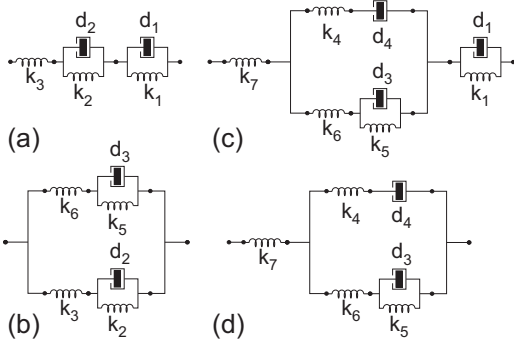 d₂ d₁
k₃ k₂ k₁
(a)
k₄ d₄
d₁
k₇ d₃ k₁
k₆ k₅
(c)
d₃
k₆ k₅
d₂
k₃ k₂
(b)
k₄ d₄
k₇ d₃
k₆ k₅
(d)